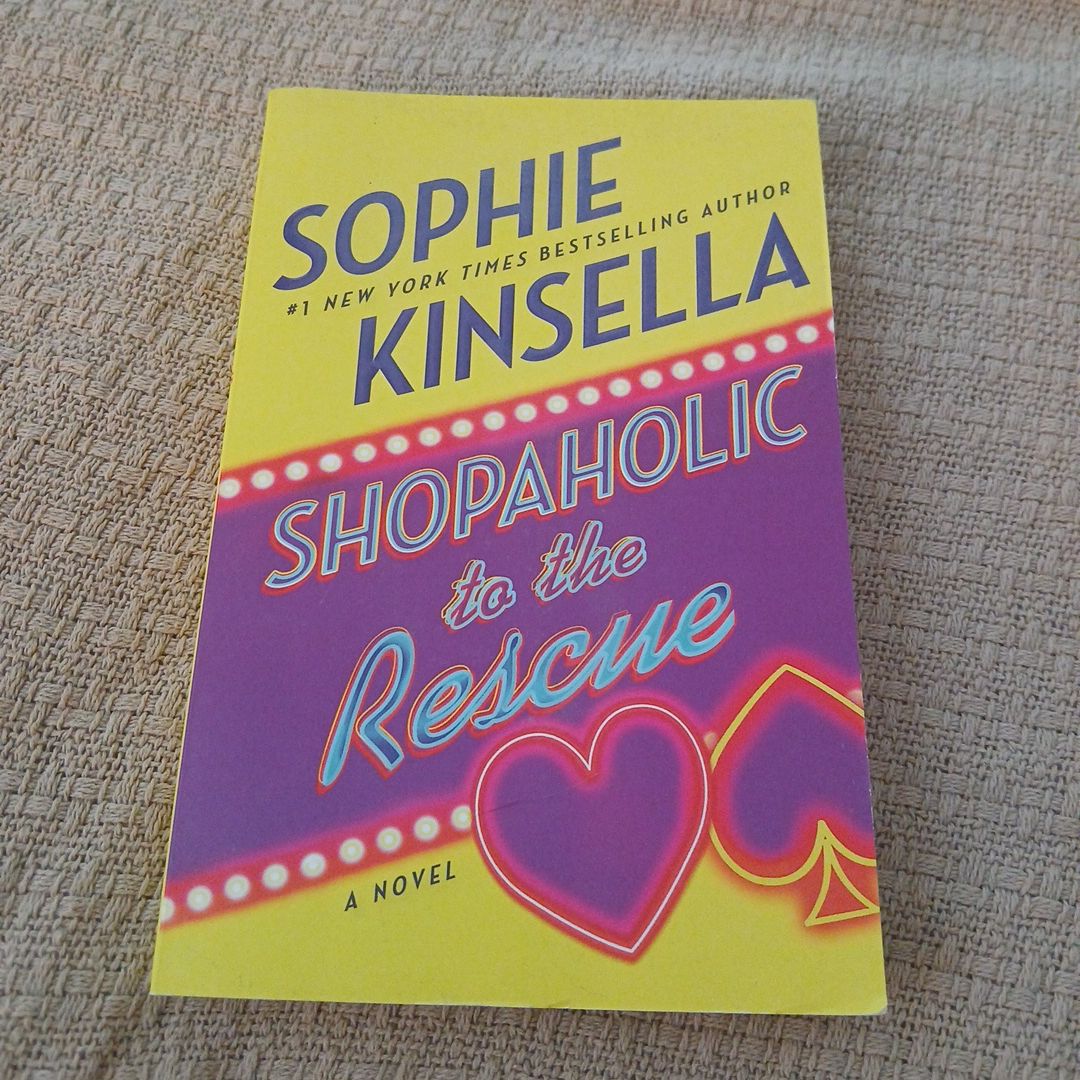 SOPHIE
#1 NEW YORK TIMES BESTSELLING AUTHOR
KINSELLA
SHOPAHOLIC
to the
Rescue
A NOVEL